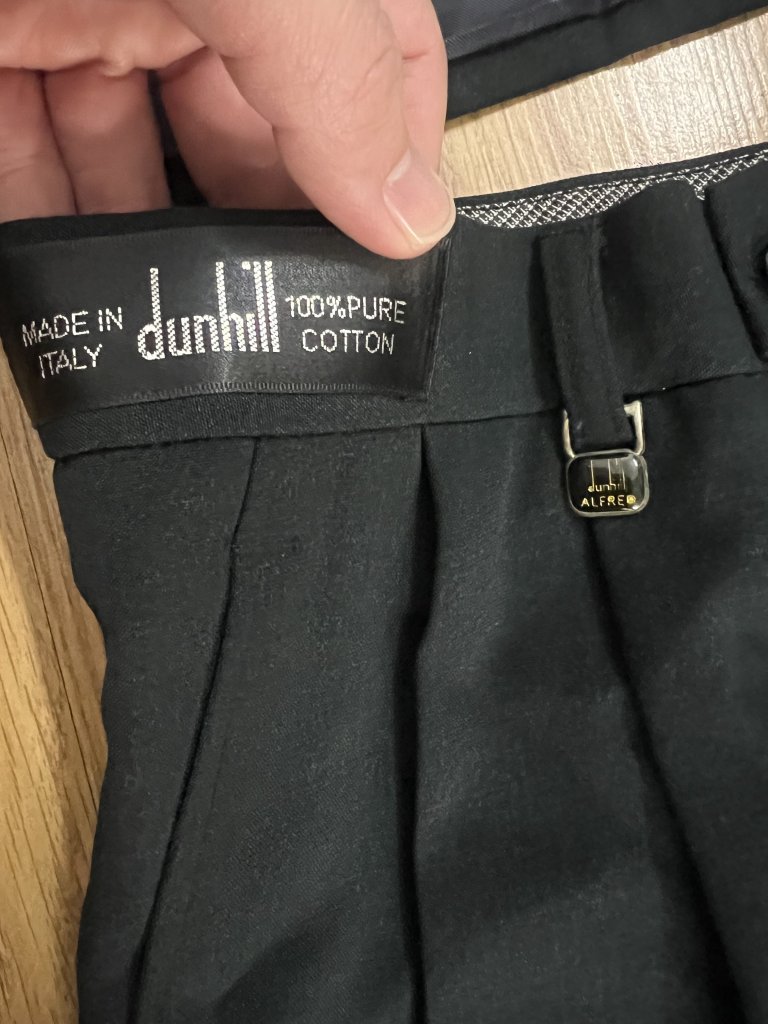 MADE IN
ITALY
dunhill
100%PURE
COTTON
dunhill
ALFRED